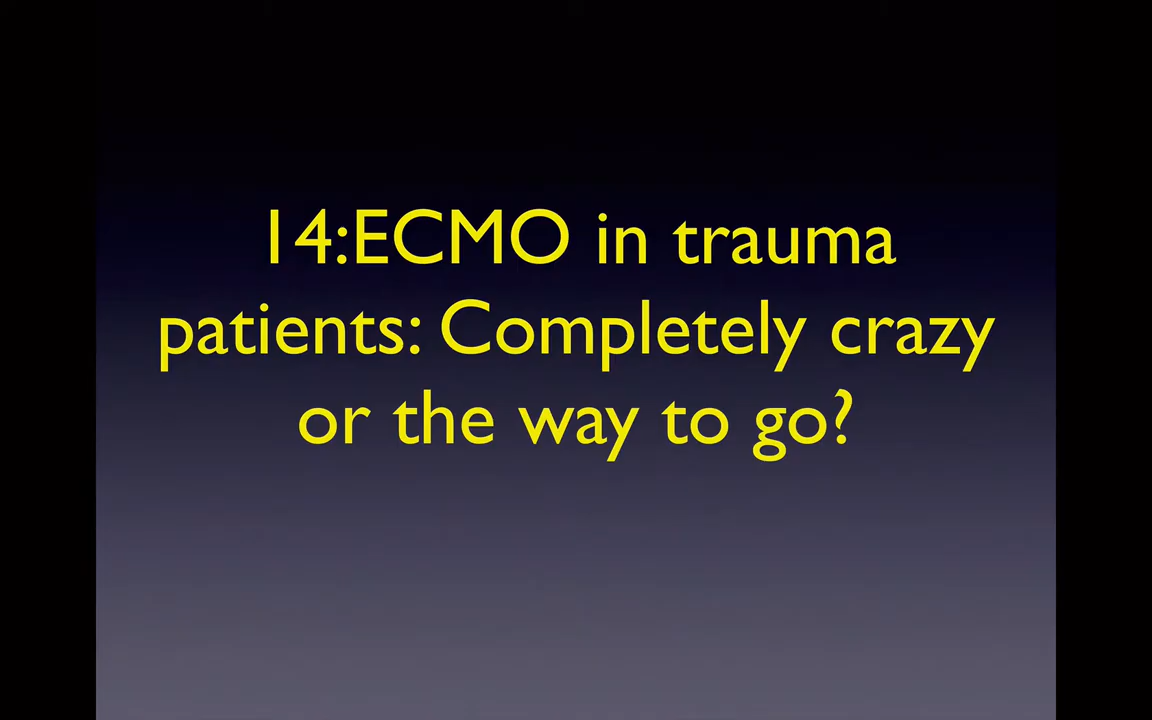 14:ECMO in trauma
patients: Completely crazy
or the way to go?